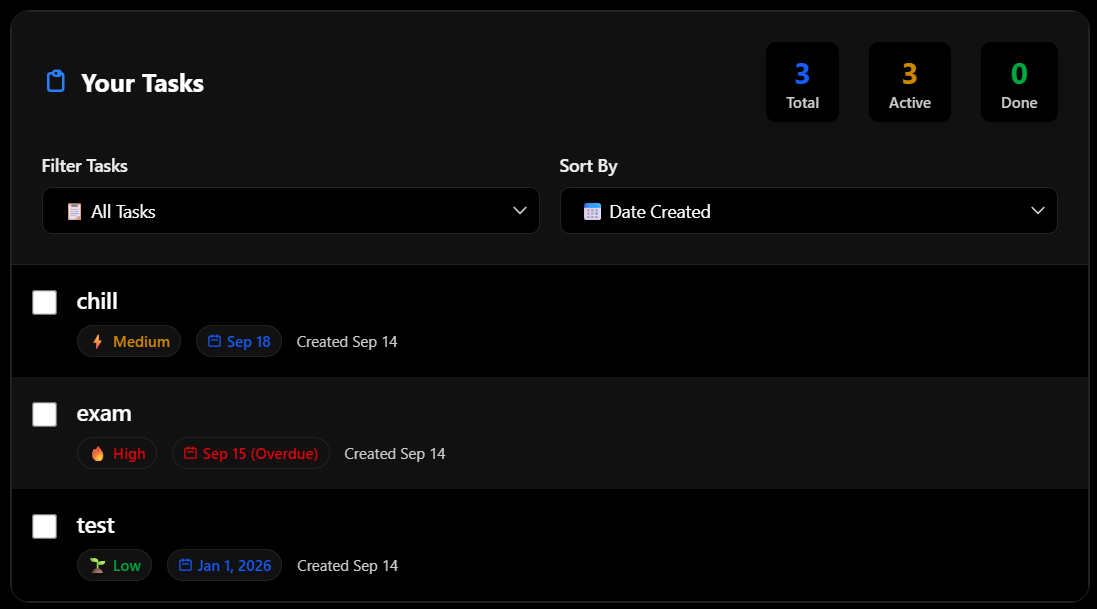 Your Tasks
3
Total
3
Active
0
Done
Filter Tasks
All Tasks
Sort By
Date Created
chill
Medium
Sep 18
Created Sep 14
exam
High
Sep 15 (Overdue)
Created Sep 14
test
Low
Jan 1, 2026
Created Sep 14